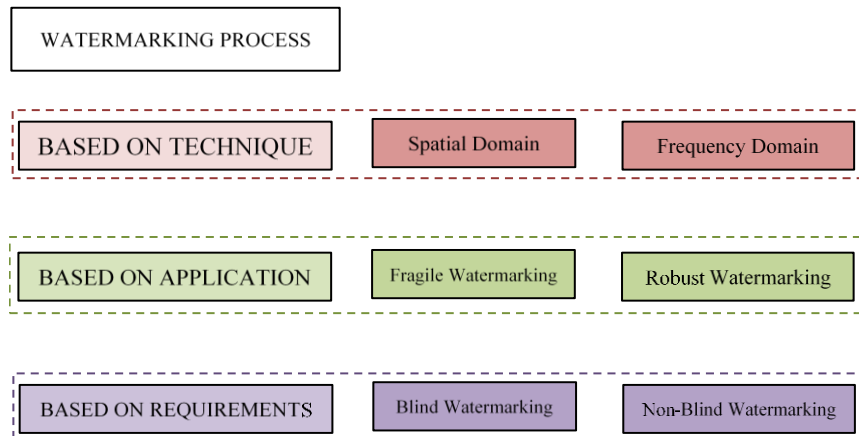 WATERMARKING PROCESS
BASED ON TECHNIQUE
Spatial Domain
Frequency Domain
BASED ON APPLICATION
Fragile Watermarking
Robust Watermarking
BASED ON REQUIREMENTS
Blind Watermarking
Non-Blind Watermarking